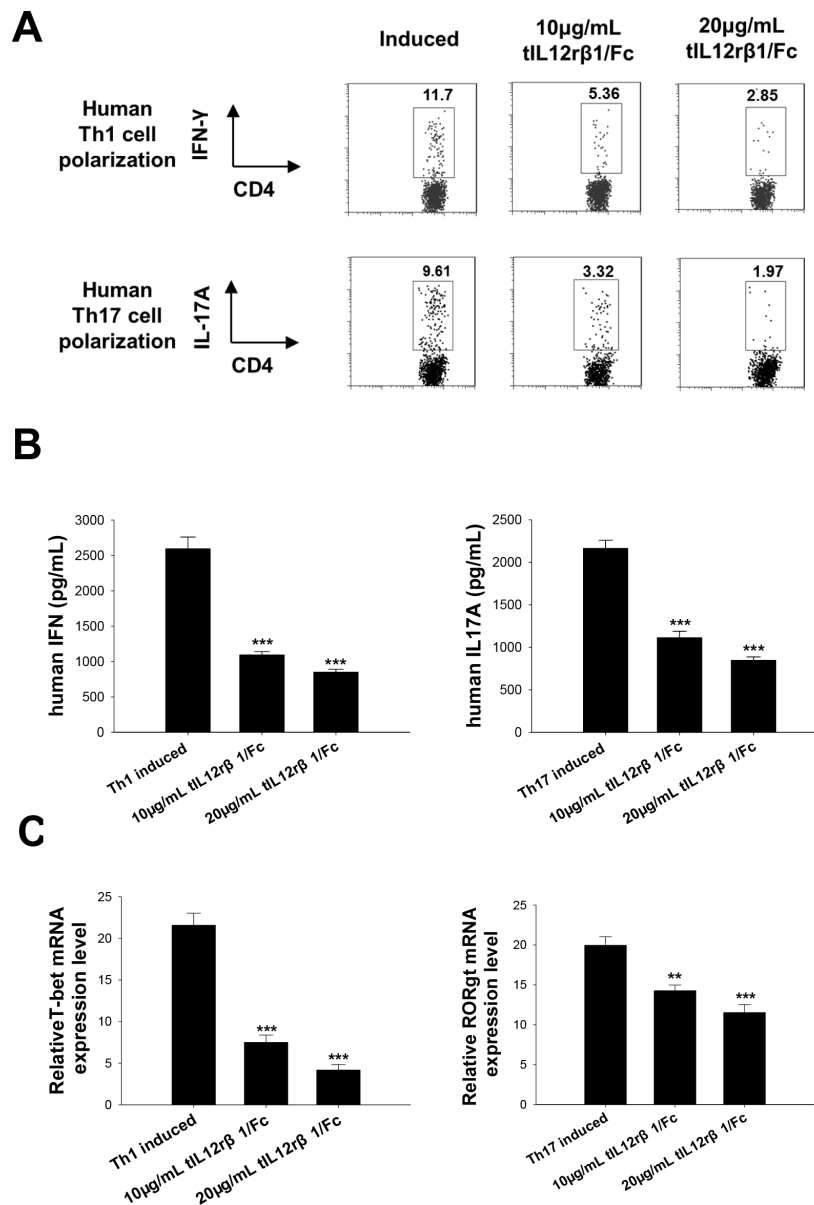 A
Induced
10µg/mL
tIL12rβ1/Fc
20µg/mL
tIL12rβ1/Fc
Human
Th1 cell
polarization
IFN-γ
CD4
11.7
5.36
2.85
Human
Th17 cell
polarization
IL-17A
CD4
9.61
3.32
1.97
B
human IFN (pg/mL)
3000
2500
2000
1500
1000
500
0
***
***
Th1 induced
10µg/mL tIL12rβ 1/Fc
20µg/mL tIL12rβ 1/Fc
human IL17A (pg/mL)
2500
2000
1500
1000
500
0
***
***
Th17 induced
10µg/mL tIL12rβ 1/Fc
20µg/mL tIL12rβ 1/Fc
C
RelativeT-bet mRNA
expression level
25
20
15
10
5
0
***
***
Th1 induced
10µg/mL tIL12rβ 1/Fc
20µg/mL tIL12rβ 1/Fc
Relative RORgt mRNA
expression level
25
20
15
10
5
0
**
***
Th17 induced
10µg/mL tIL12rβ 1/Fc
20µg/mL tIL12rβ 1/Fc